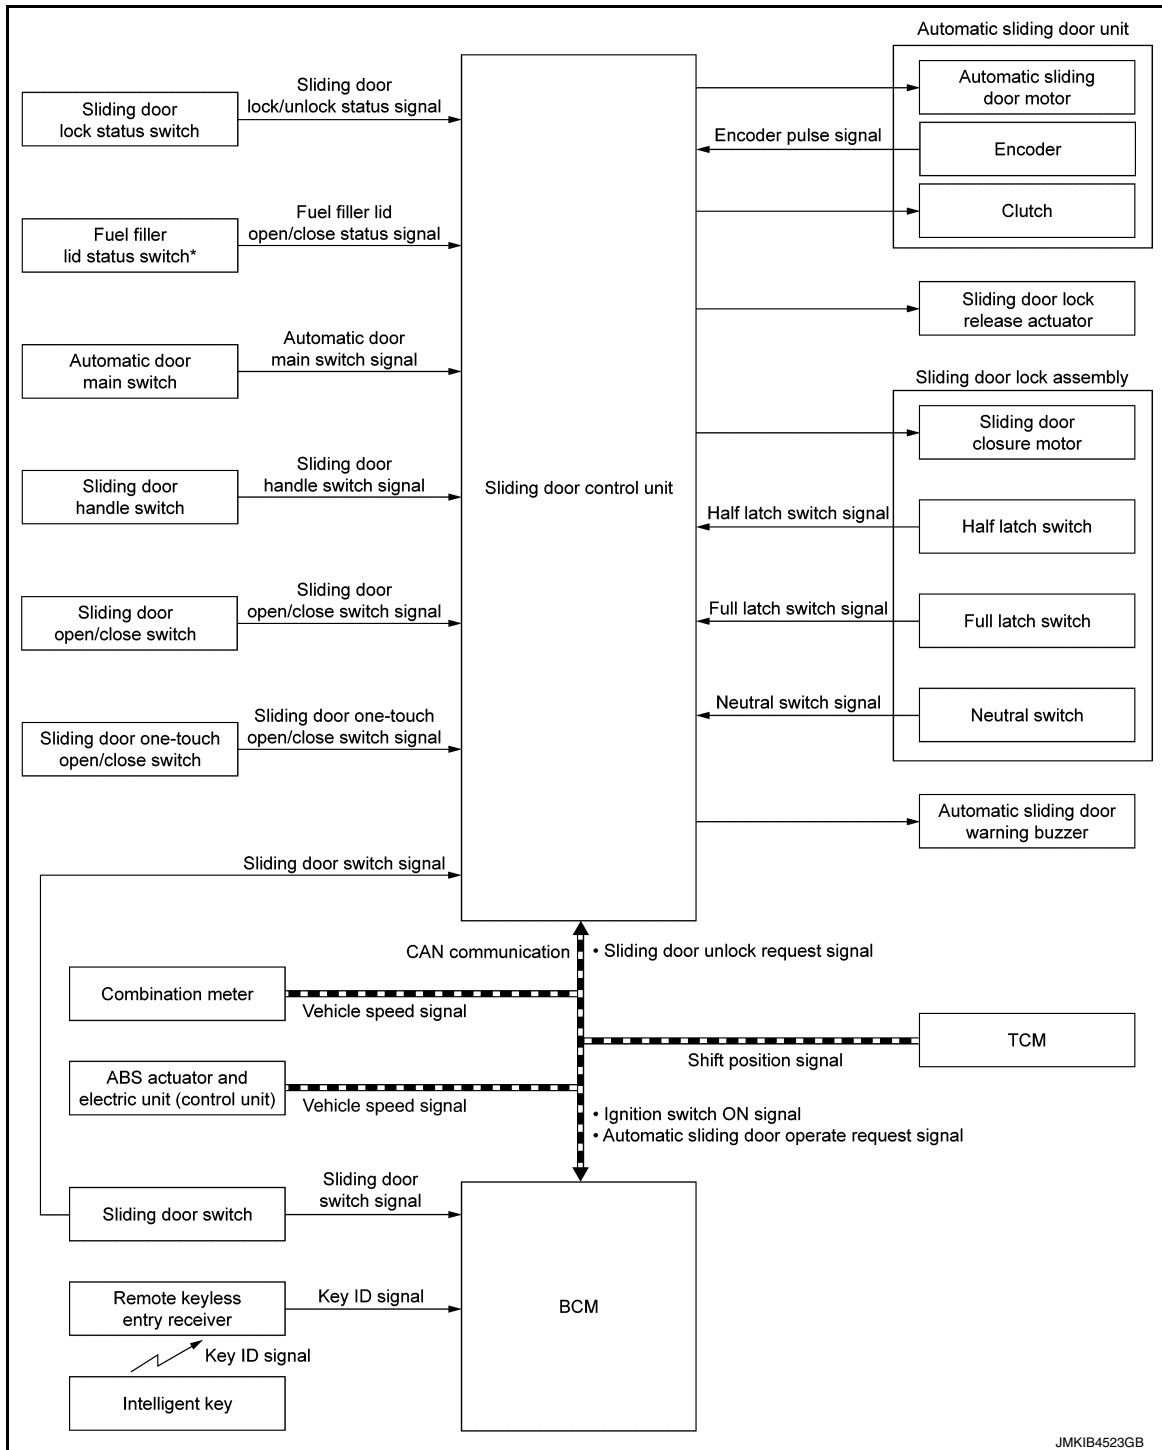 Automatic sliding door unit
Sliding door
lock status switch
Sliding door
lock/unlock status signal
Fuel filler
lid status switch*
Fuel filler lid
open/close status signal
Automatic door
main switch
Automatic door
main switch signal
Sliding door
handle switch
Sliding door
handle switch signal
Sliding door
open/close switch
Sliding door
open/close switch signal
Sliding door one-touch
open/close switch
Sliding door one-touch
open/close switch signal
Sliding door switch signal
Sliding door control unit
Automatic sliding
door motor
Encoder pulse signal
Encoder
Clutch
Sliding door lock
release actuator
Sliding door lock assembly
Sliding door
closure motor
Half latch switch signal
Half latch switch
Full latch switch signal
Full latch switch
Neutral switch signal
Neutral switch
Automatic sliding door
warning buzzer
CAN communication
• Sliding door unlock request signal
Combination meter
Vehicle speed signal
TCM
Shift position signal
ABS actuator and
electric unit (control unit)
Vehicle speed signal
• Ignition switch ON signal
• Automatic sliding door operate request signal
Sliding door switch
Sliding door
switch signal
Remote keyless
entry receiver
Key ID signal
BCM
Key ID signal
Intelligent key
JMKIB4523GB